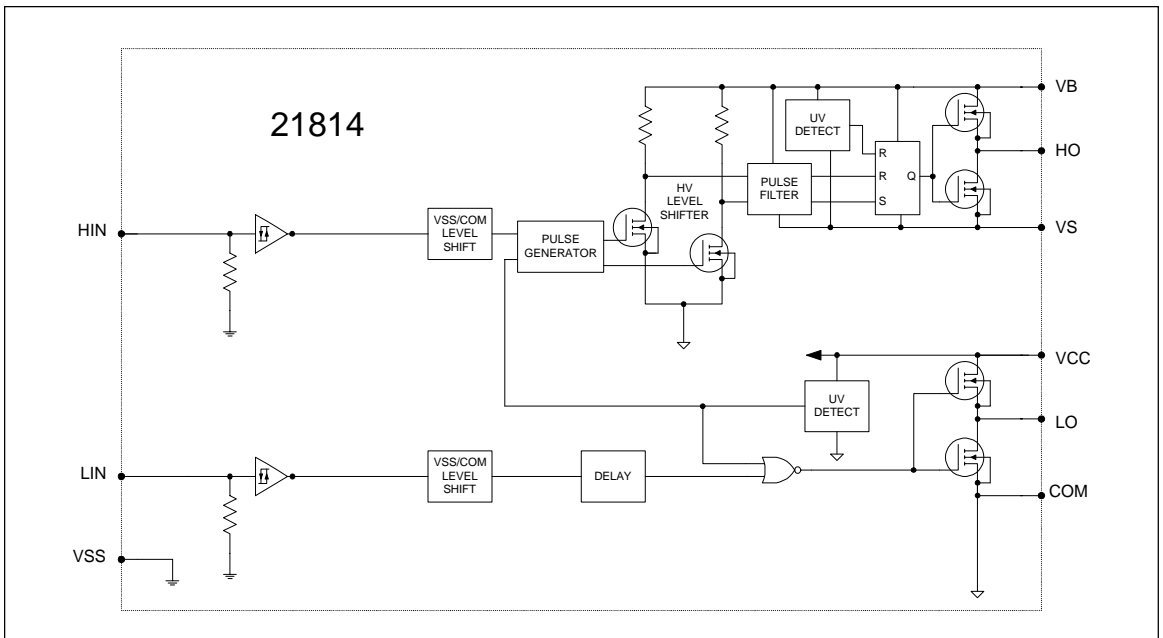 21814
VB
UV
DETECT
R
R
S
Q
HO
PULSE
FILTER
HV
LEVEL
SHIFTER
VS
HIN
VSS/COM
LEVEL
SHIFT
PULSE
GENERATOR
VCC
UV
DETECT
LO
LIN
VSS/COM
LEVEL
SHIFT
DELAY
COM
VSS